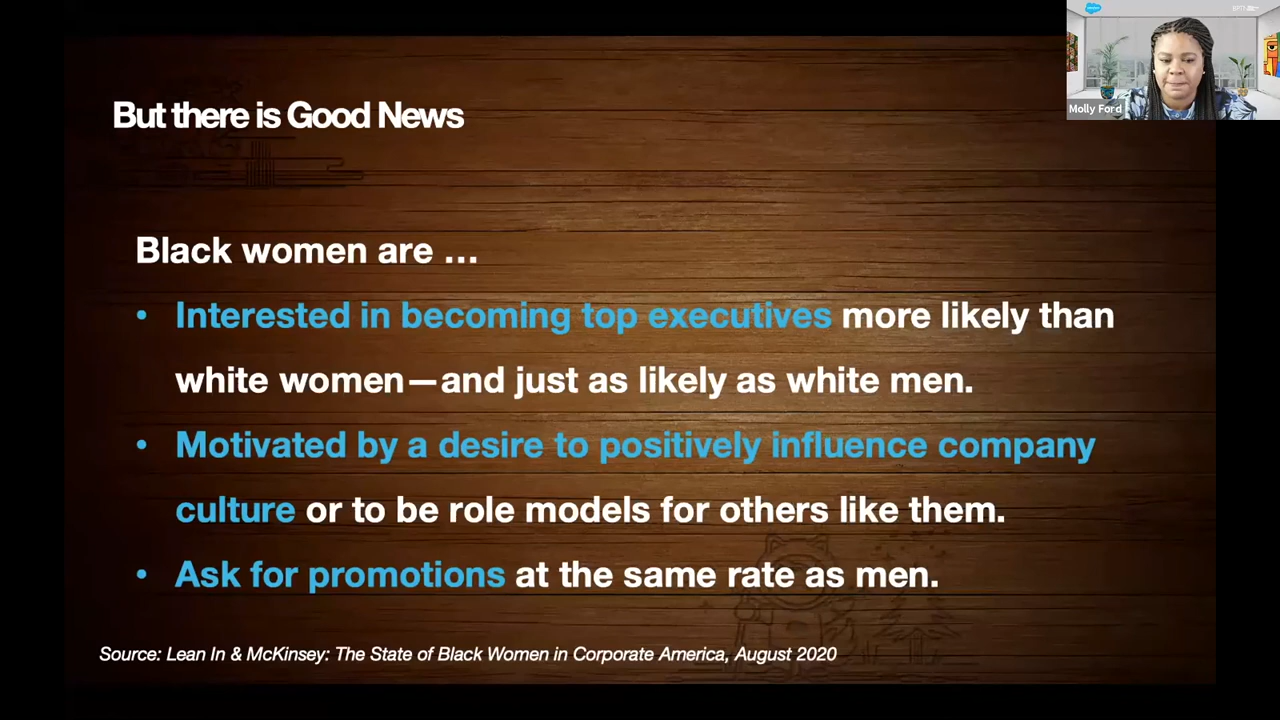 Molly Ford
But there is Good News
Black women are ...
• Interested in becoming top executives more likely than
white women—and just as likely as white men.
• Motivated by a desire to positively influence company
culture or to be role models for others like them.
• Ask for promotions at the same rate as men.
Source: Lean In & McKinsey: The State of Black Women in Corporate America, August 2020